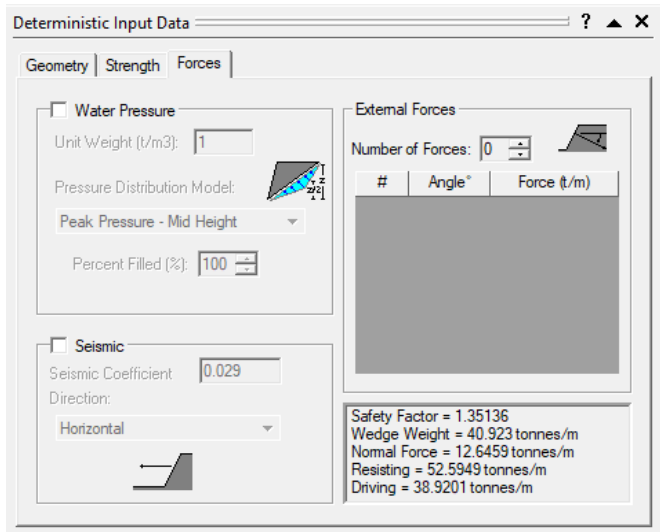 Deterministic Input Data
?
Geometry
Strength
Forces
Water Pressure
Unit Weight (t/m3): 1
Pressure Distribution Model:
z
z/2
Peak Pressure - Mid Height
Percent Filled (%): 100
Seismic
Seismic Coefficient 0.029
Direction:
Horizontal
External Forces
Number of Forces: 0
# Angle° Force (t/m)
Safety Factor = 1.35136
Wedge Weight = 40.923 tonnes/m
Normal Force = 12.6459 tonnes/m
Resisting = 52.5949 tonnes/m
Driving = 38.9201 tonnes/m